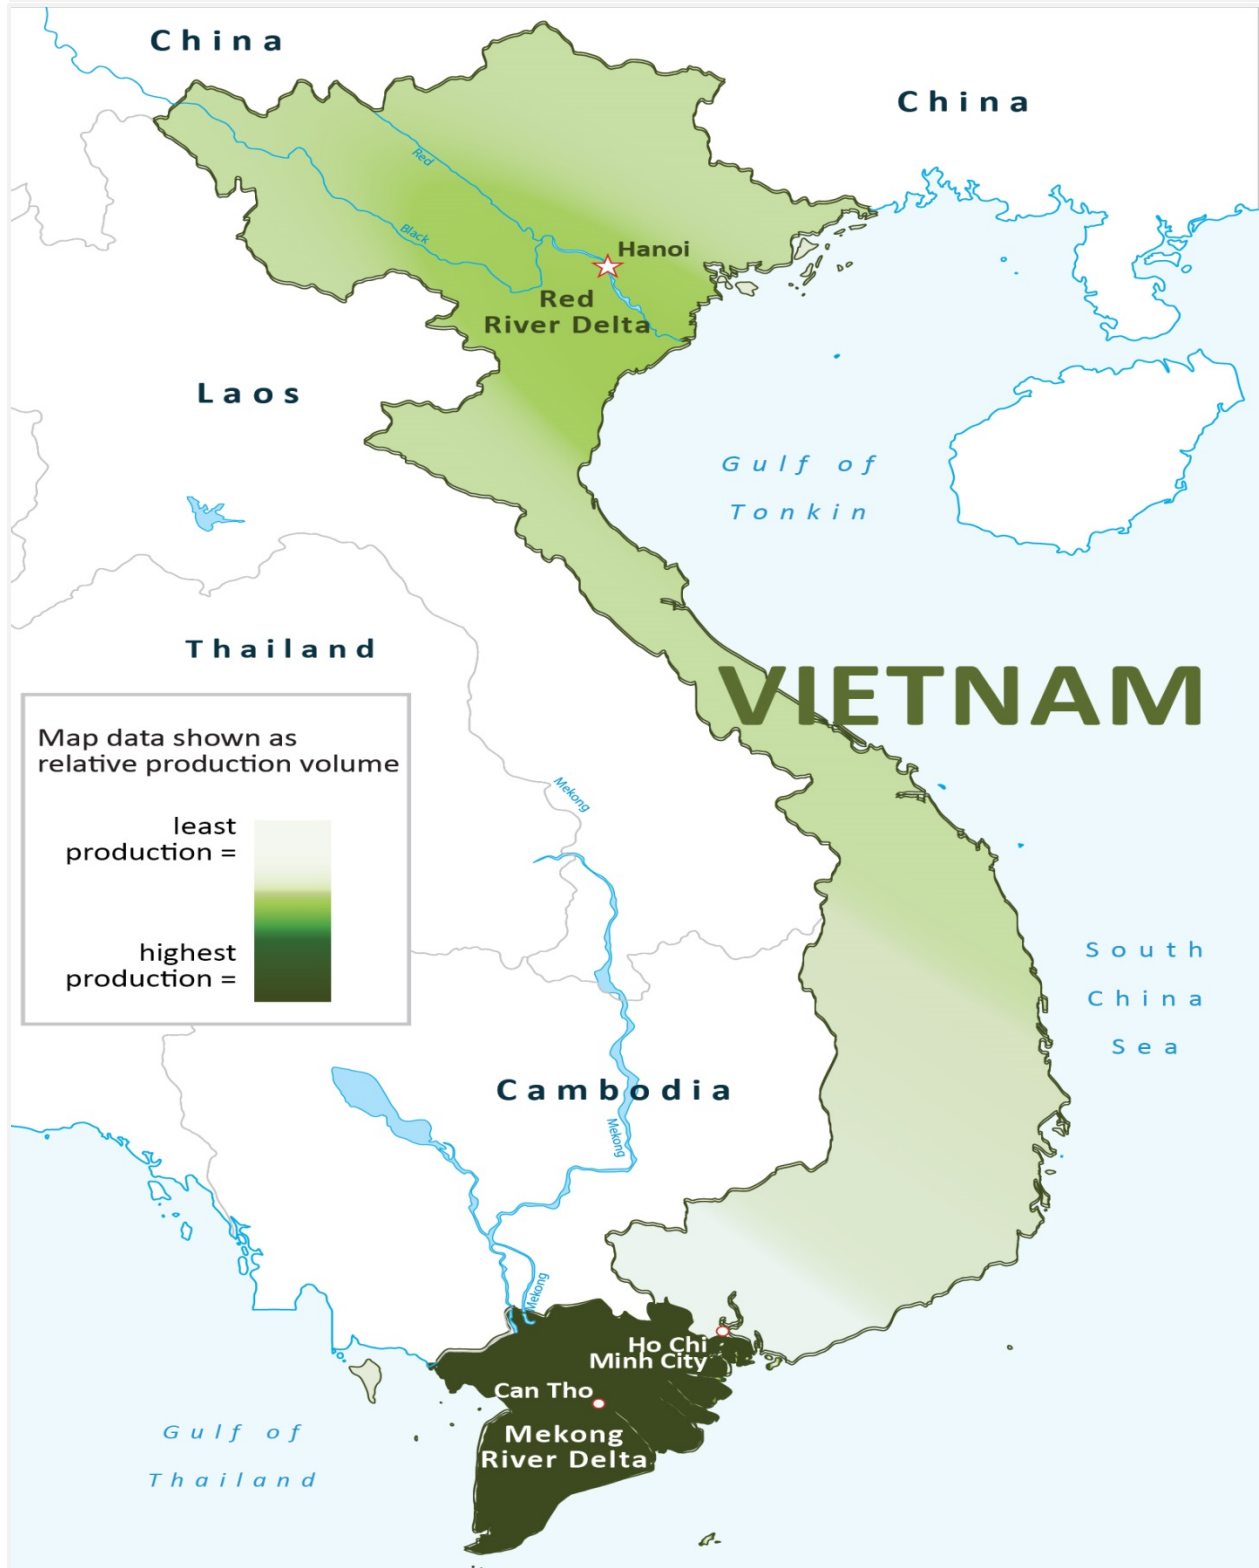 China
China
Red
Black
Hanoi
Red
River Delta
Laos
Gulf of
Tonkin
Thailand
VIETNAM
Map data shown as
relative production volume
least
production =
highest
production =
Mekong
South
China
Sea
Cambodia
Mekong
Mekong
Ho Chi
Minh City
Can Tho
Mekong
River Delta
Gulf of
Thailand